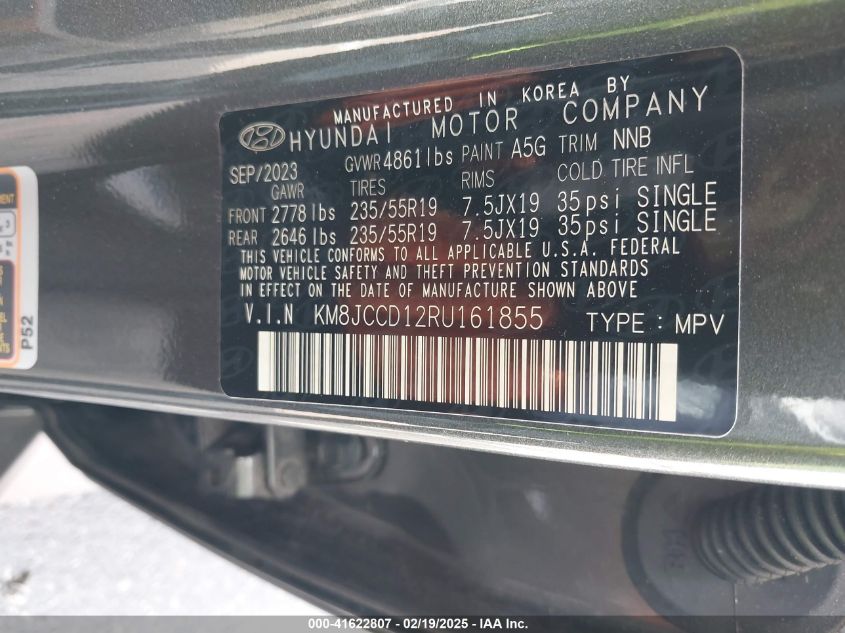 MANUFACTURED IN KOREA BY
HYUNDAI MOTOR COMPANY
SEP/2023 GVWR 4861 lbs PAINT A5G TRIM NNB
GAWR TIRES RIMS COLD TIRE INFL
FRONT 2778 lbs 235/55R19 7.5JX19 35psi SINGLE
REAR 2646 lbs 235/55R19 7.5JX19 35psi SINGLE
THIS VEHICLE CONFORMS TO ALL APPLICABLE U.S.A. FEDERAL
MOTOR VEHICLE SAFETY AND THEFT PREVENTION STANDARDS
IN EFFECT ON THE DATE OF MANUFACTURE SHOWN ABOVE
V.I.N KM8JCCD12RU161855 TYPE : MPV
P52
000-41622807 - 02/19/2025 - IAA Inc.